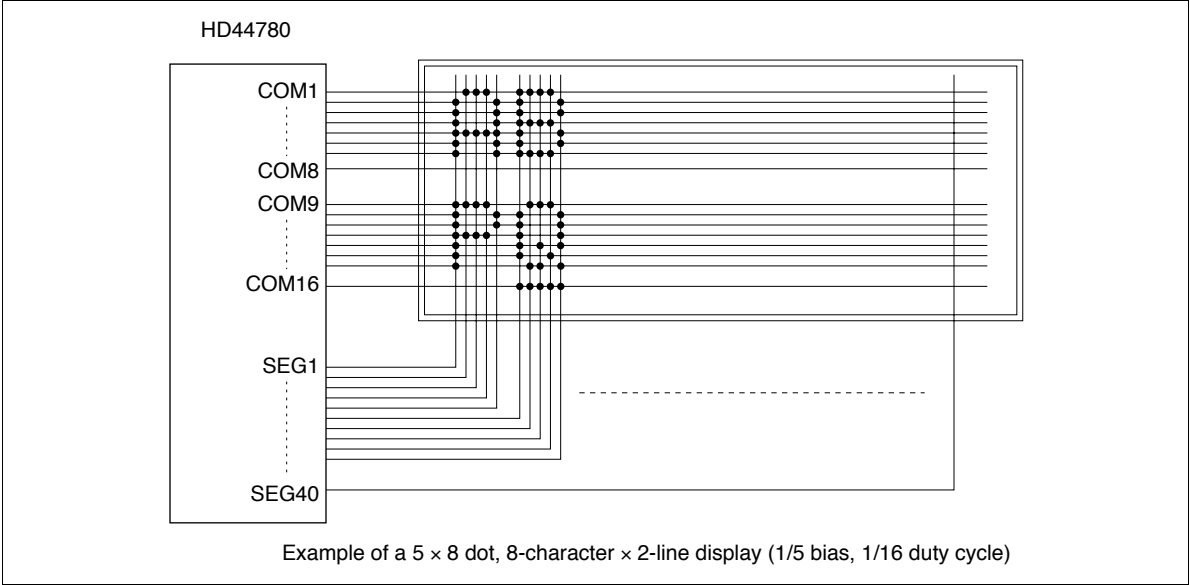 HD44780
COM1
COM8
COM9
COM16
SEG1
SEG40
Example of a 5 × 8 dot, 8-character × 2-line display (1/5 bias, 1/16 duty cycle)